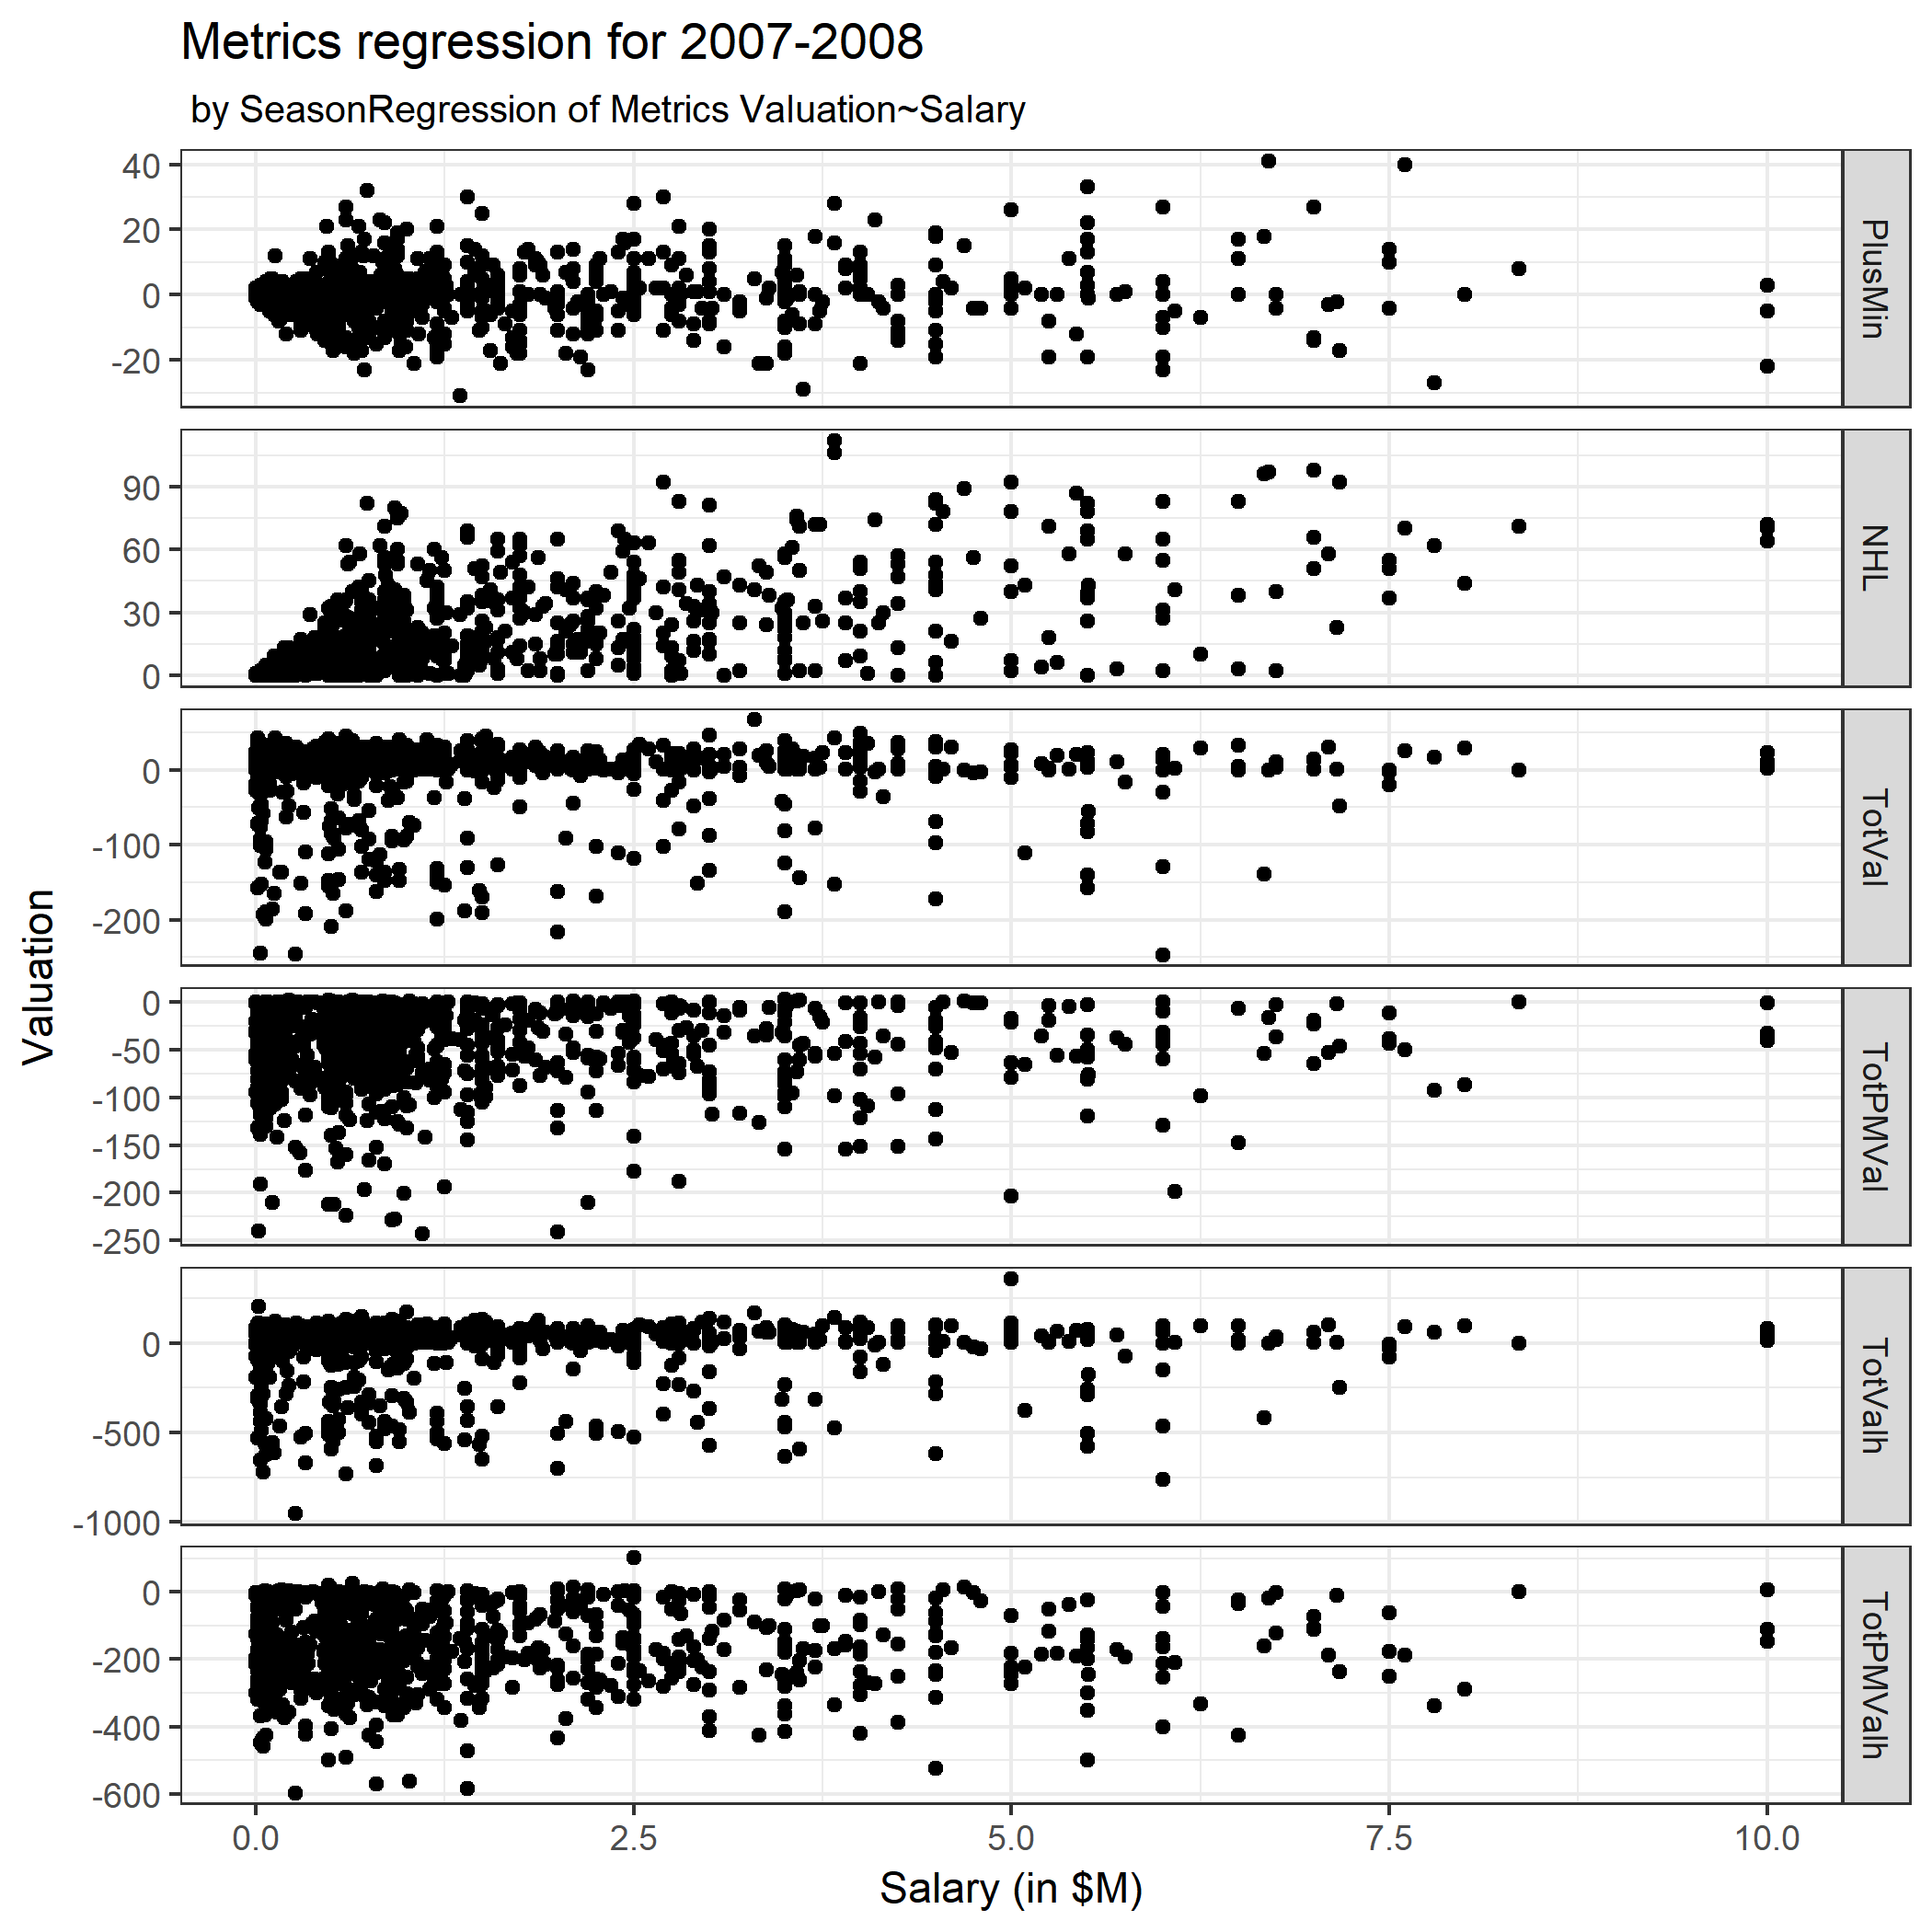 Metrics regression for 2007-2008
by SeasonRegression of Metrics Valuation~Salary
40
20
0
-20
PlusMin
90
60
30
0
NHL
0
-100
-200
TotVal
0
-50
-100
-150
-200
-250
TotPMVal
0
-500
-1000
TotValh
0
-200
-400
-600
TotPMValh
Valuation
0.0 2.5 5.0 7.5 10.0
Salary (in $M)